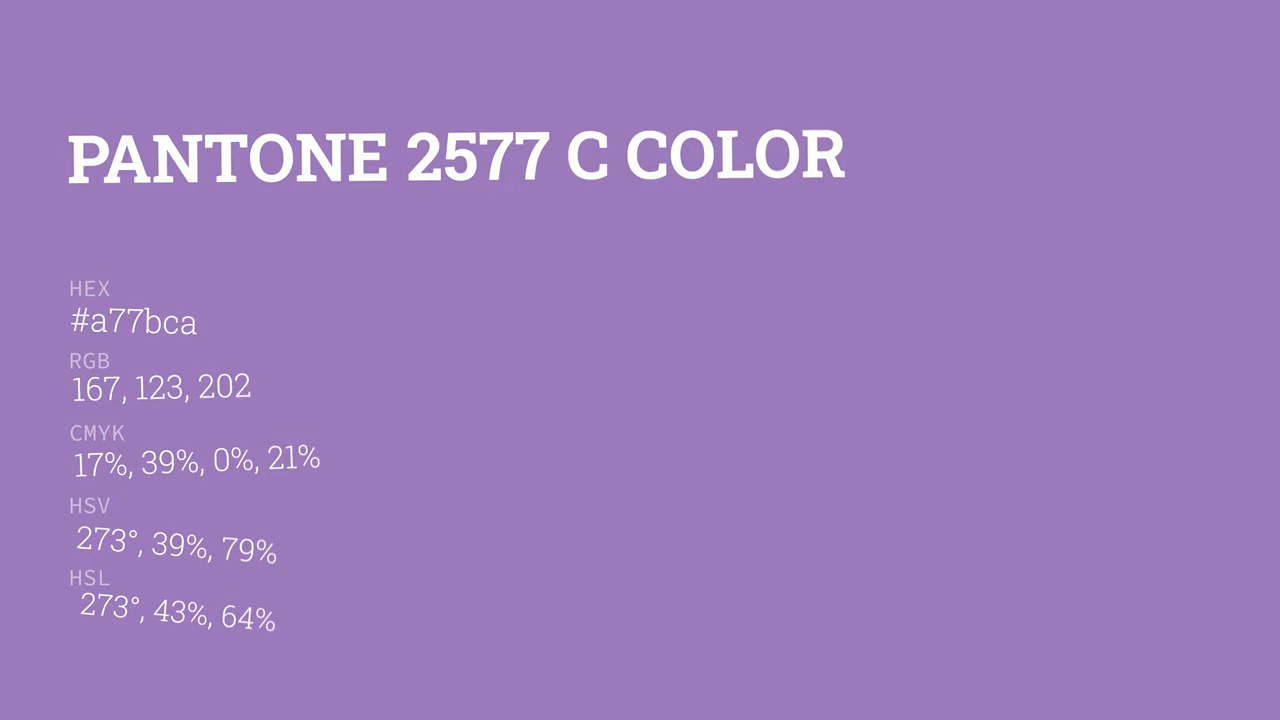 PANTONE 2577 C COLOR
HEX
#a77bca
RGB
167, 123, 202
CMYK
17%, 39%, 0%, 21%
HSV
273°, 39%, 79%
HSL
273°, 43%, 64%